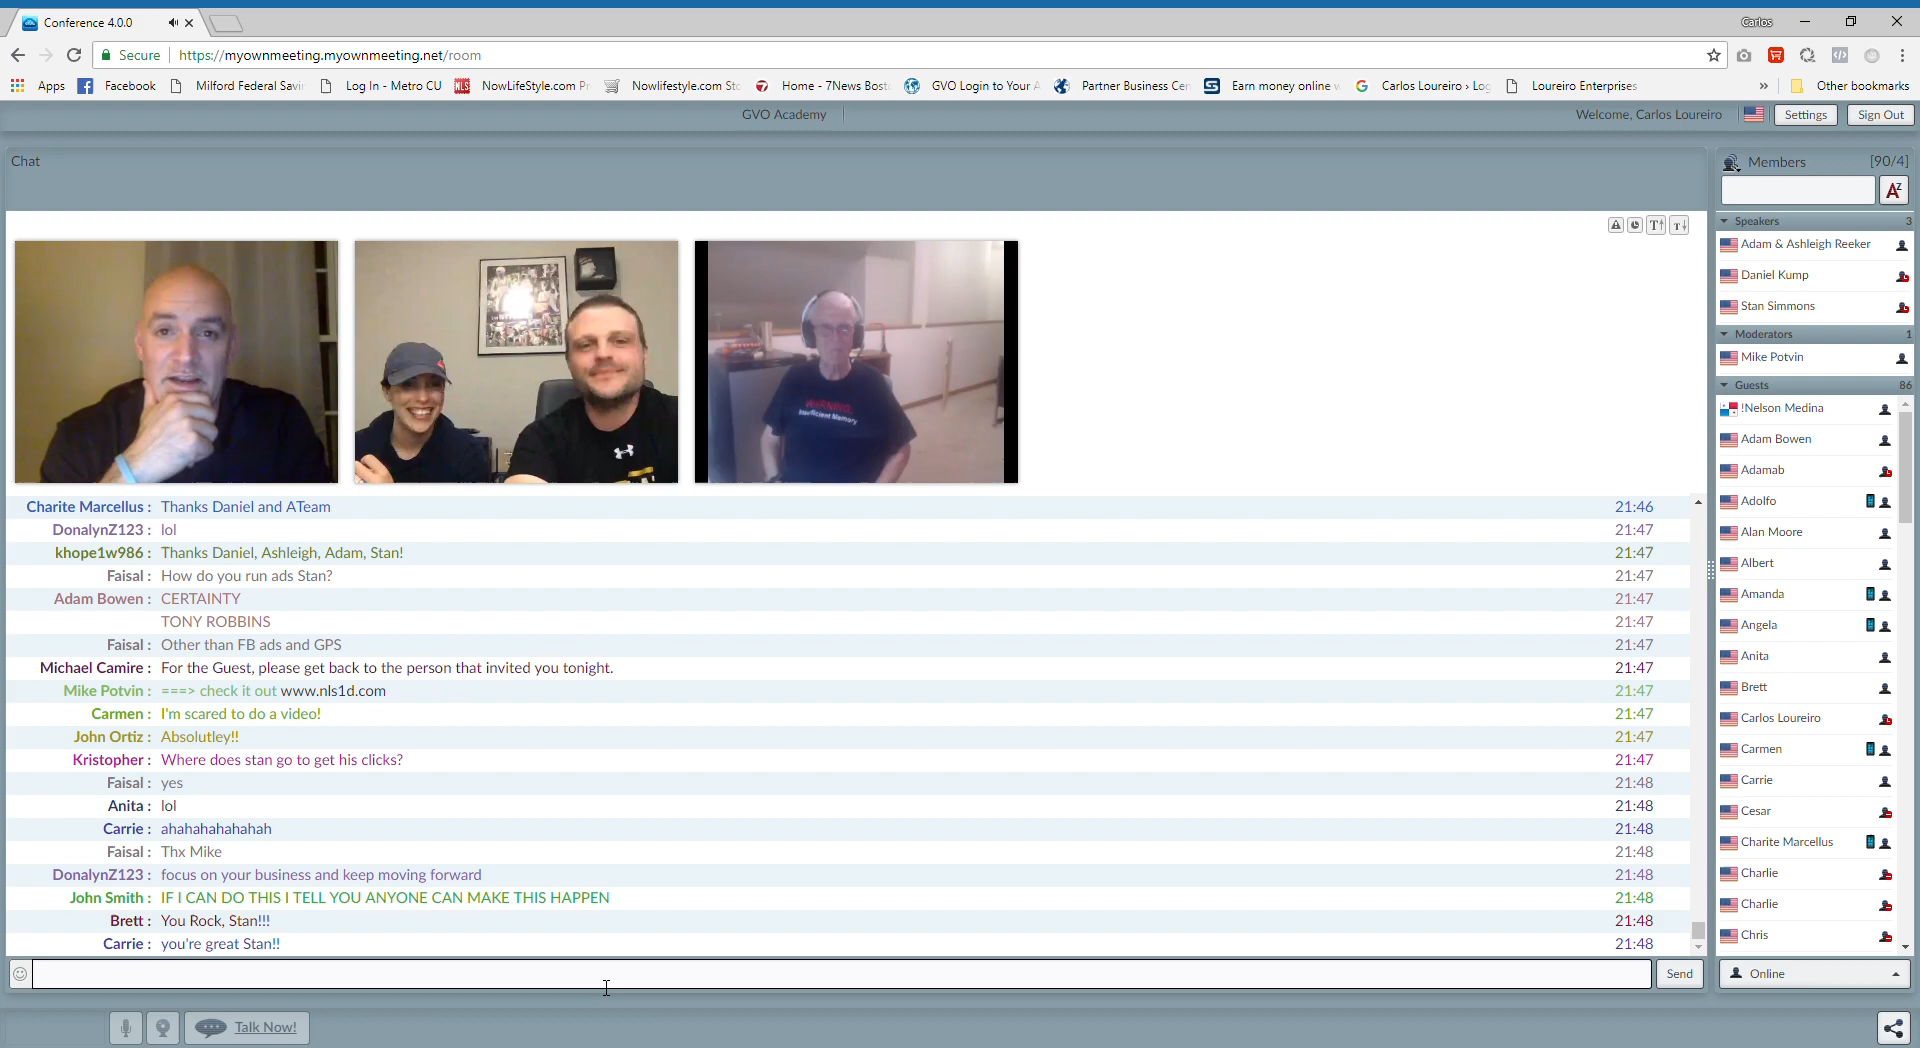 Conference 4.0.0
Carlos
Secure
https://myownmeeting.myownmeeting.net/room
Apps
Facebook
Milford Federal Savi
Log In - Metro CU
NLS
NowLifeStyle.com P
Nowlifestyle.com Sto
Home - 7News Bost
GVO Login to Your A
Partner Business Cen
Earn money online w
Carlos Loureiro › Log
Loureiro Enterprises
»
Other bookmarks
GVO Academy
Welcome, Carlos Loureiro
Settings
Sign Out
Chat
Members
[90/4]
Speakers 3
Adam & Ashleigh Reeker
Daniel Kump
Stan Simmons
Moderators 1
Mike Potvin
Guests 86
!Nelson Medina
Adam Bowen
Adamab
Adolfo
Alan Moore
Albert
Amanda
Angela
Anita
Brett
Carlos Loureiro
Carmen
Carrie
Cesar
Charite Marcellus
Charlie
Charlie
Chris
Online
WARNING:
Insufficient Memory
Charite Marcellus : Thanks Daniel and ATeam 21:46
DonalynZ123 : lol 21:47
khope1w986 : Thanks Daniel, Ashleigh, Adam, Stan! 21:47
Faisal : How do you run ads Stan? 21:47
Adam Bowen : CERTAINTY 21:47
TONY ROBBINS 21:47
Faisal : Other than FB ads and GPS 21:47
Michael Camire : For the Guest, please get back to the person that invited you tonight. 21:47
Mike Potvin : ===> check it out www.nls1d.com 21:47
Carmen : I'm scared to do a video! 21:47
John Ortiz : Absolutley!! 21:47
Kristopher : Where does stan go to get his clicks? 21:47
Faisal : yes 21:48
Anita : lol 21:48
Carrie : ahahahahahahah 21:48
Faisal : Thx Mike 21:48
DonalynZ123 : focus on your business and keep moving forward 21:48
John Smith : IF I CAN DO THIS I TELL YOU ANYONE CAN MAKE THIS HAPPEN 21:48
Brett : You Rock, Stan!!! 21:48
Carrie : you're great Stan!! 21:48
Send
Talk Now!